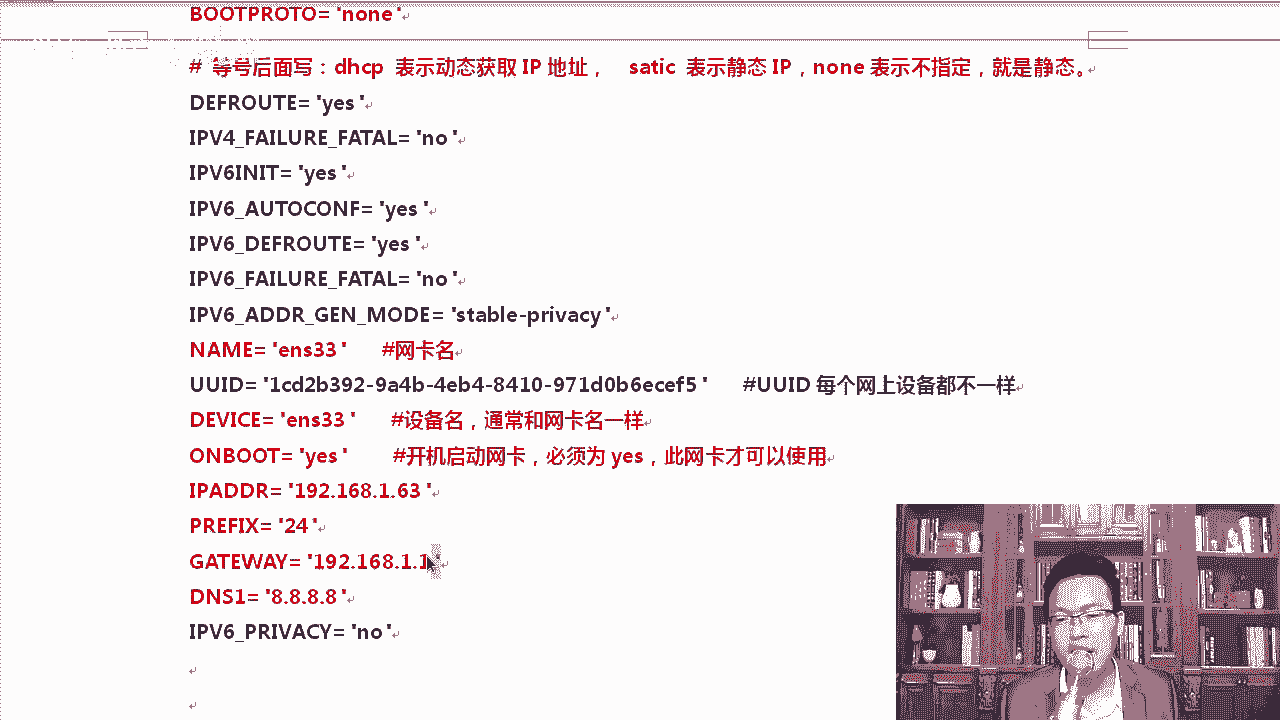 BOOTPROTO= 'none'
# 等号后面写：dhcp 表示动态获取 IP 地址， satic 表示静态 IP，none 表示不指定，就是静态。
DEFROUTE= 'yes '
IPV4_FAILURE_FATAL= 'no '
IPV6INIT= 'yes '
IPV6_AUTOCONF= 'yes '
IPV6_DEFROUTE= 'yes '
IPV6_FAILURE_FATAL= 'no '
IPV6_ADDR_GEN_MODE= 'stable-privacy '
NAME= 'ens33 ' #网卡名
UUID= '1cd2b392-9a4b-4eb4-8410-971d0b6ecef5 ' #UUID 每个网上设备都不一样
DEVICE= 'ens33 ' #设备名，通常和网卡名一样
ONBOOT= 'yes ' #开机启动网卡，必须为 yes，此网卡才可以使用
IPADDR= '192.168.1.63 '
PREFIX= '24 '
GATEWAY= '192.168.1.1 '
DNS1= '8.8.8.8 '
IPV6_PRIVACY= 'no '